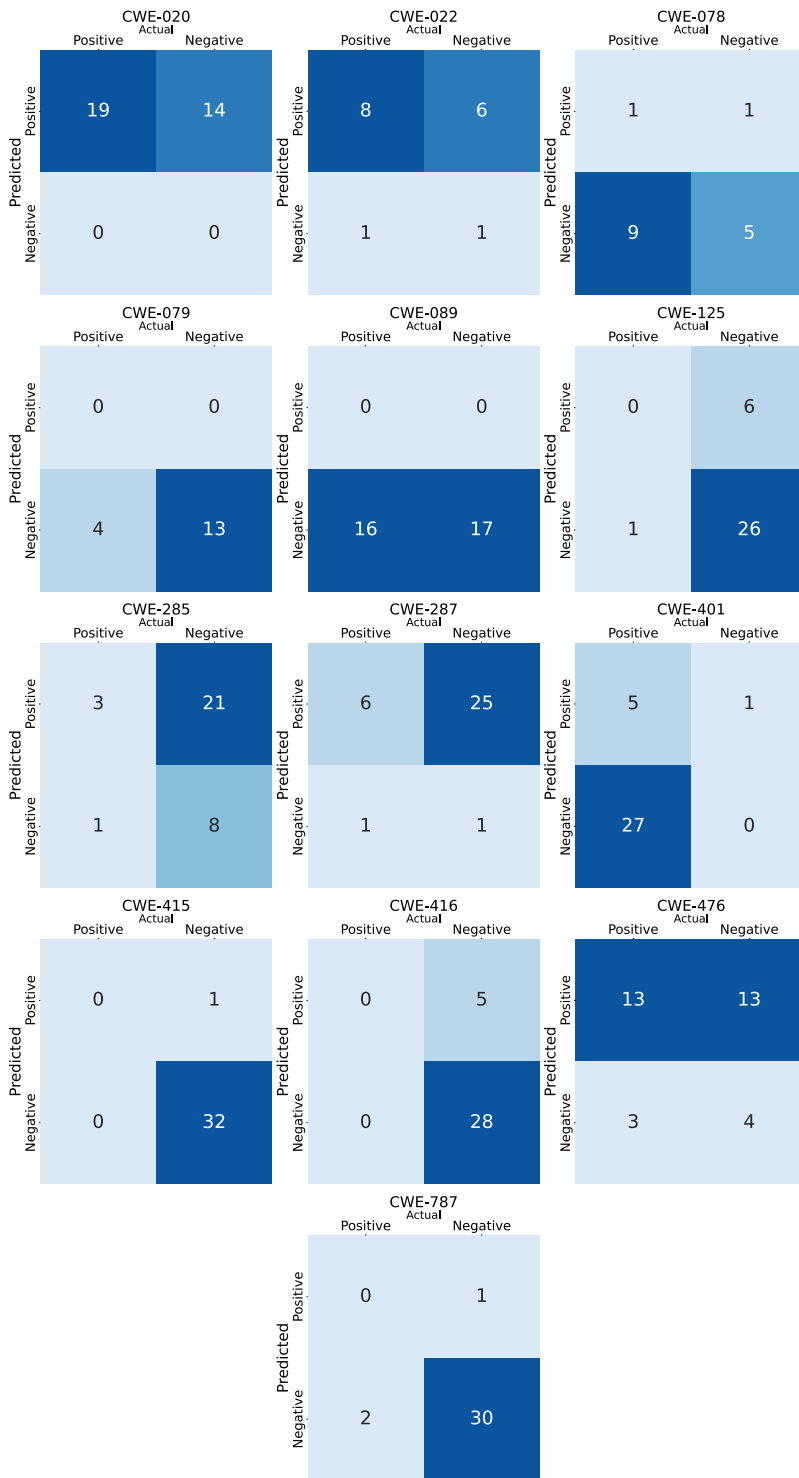 CWE-020 CWE-022 CWE-078
Actual Actual Actual
Positive Negative Positive Negative Positive Negative
Predicted Positive 19 14 Predicted Positive 8 6 Predicted Positive 1 1
Negative 0 0 Negative 1 1 Negative 9 5
CWE-079 CWE-089 CWE-125
Actual Actual Actual
Positive Negative Positive Negative Positive Negative
Predicted Positive 0 0 Predicted Positive 0 0 Predicted Positive 0 6
Negative 4 13 Negative 16 17 Negative 1 26
CWE-285 CWE-287 CWE-401
Actual Actual Actual
Positive Negative Positive Negative Positive Negative
Predicted Positive 3 21 Predicted Positive 6 25 Predicted Positive 5 1
Negative 1 8 Negative 1 1 Negative 27 0
CWE-415 CWE-416 CWE-476
Actual Actual Actual
Positive Negative Positive Negative Positive Negative
Predicted Positive 0 1 Predicted Positive 0 5 Predicted Positive 13 13
Negative 0 32 Negative 0 28 Negative 3 4
CWE-787
Actual
Positive Negative
Predicted Positive 0 1
Negative 2 30